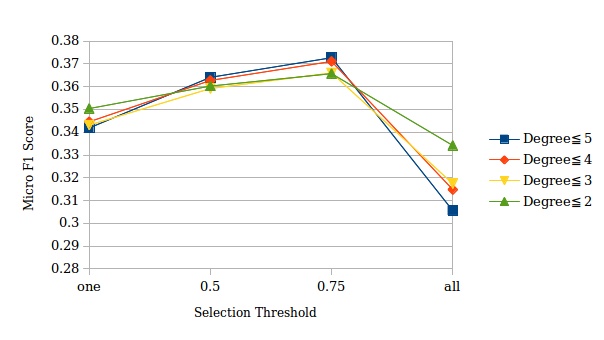 0.38
0.37
0.36
0.35
0.34
0.33
0.32
0.31
0.3
0.29
0.28
Micro F1 Score
one 0.5 0.75 all
Selection Threshold
Degree≦5
Degree≦4
Degree≦3
Degree≦2